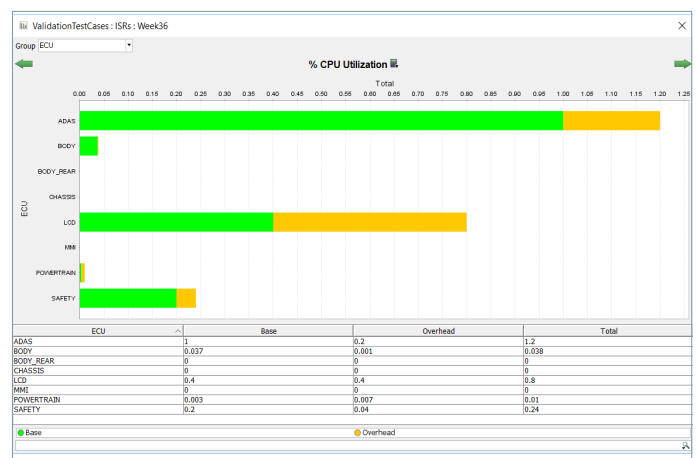 ValidationTestCases : ISRs : Week36
Group ECU
% CPU Utilization
Total
0.00 0.05 0.10 0.15 0.20 0.25 0.30 0.35 0.40 0.45 0.50 0.55 0.60 0.65 0.70 0.75 0.80 0.85 0.90 0.95 1.00 1.05 1.10 1.15 1.20 1.25
ECU
ADAS
BODY
BODY_REAR
CHASSIS
LCD
MMI
POWERTRAIN
SAFETY
ECU Base Overhead Total
ADAS 1 0.2 1.2
BODY 0.037 0.001 0.038
BODY_REAR 0 0 0
CHASSIS 0 0 0
LCD 0.4 0.4 0.8
MMI 0 0 0
POWERTRAIN 0.003 0.007 0.01
SAFETY 0.2 0.04 0.24
Base Overhead